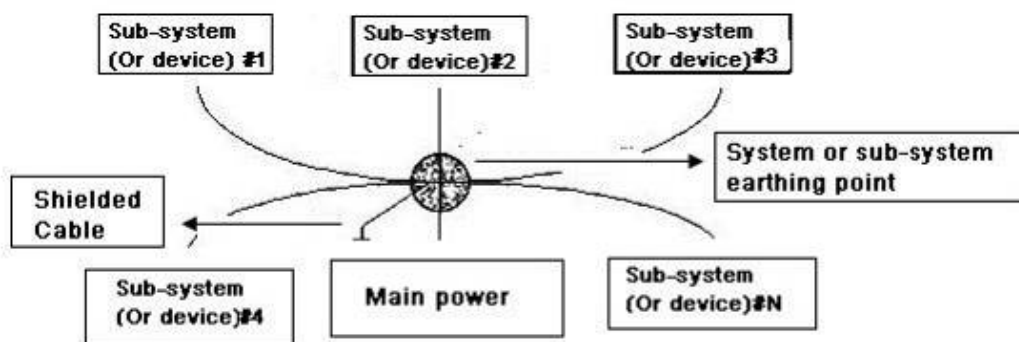 Sub-system
(Or device) #1
Sub-system
(Or device)#2
Sub-system
(Or device)#3
System or sub-system
earthing point
Shielded
Cable
Sub-system
(Or device)#4
Main power
Sub-system
(Or device)#N